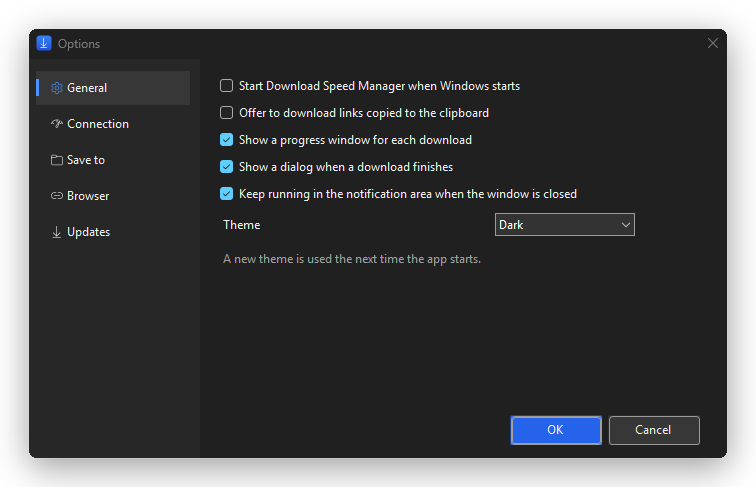 Options
General
Connection
Save to
Browser
Updates
Start Download Speed Manager when Windows starts
Offer to download links copied to the clipboard
Show a progress window for each download
Show a dialog when a download finishes
Keep running in the notification area when the window is closed
Theme
Dark
A new theme is used the next time the app starts.
OK
Cancel